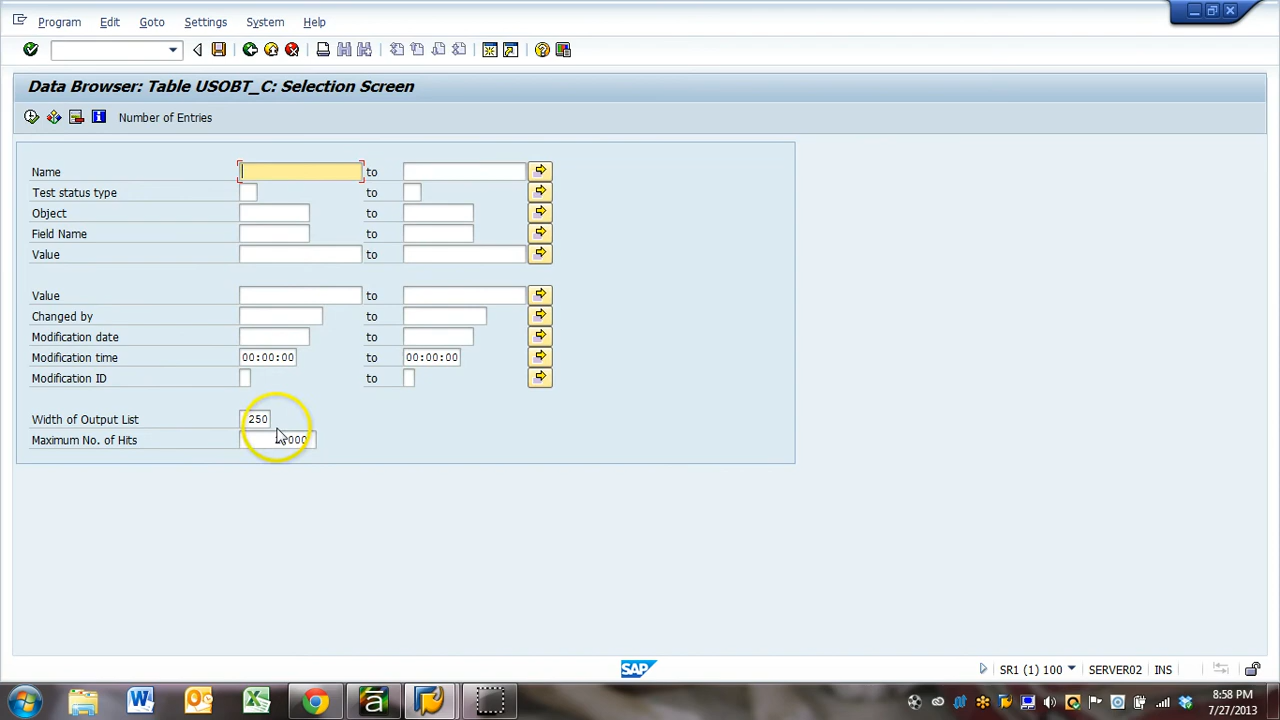 Program Edit Goto Settings System Help
Data Browser: Table USOBT_C: Selection Screen
Number of Entries
Name to
Test status type to
Object to
Field Name to
Value to
Value to
Changed by to
Modification date to
Modification time 00:00:00 to 00:00:00
Modification ID to
Width of Output List 250
Maximum No. of Hits
SAP
SR1 (1) 100 SERVER02 INS
8:58 PM
7/27/2013